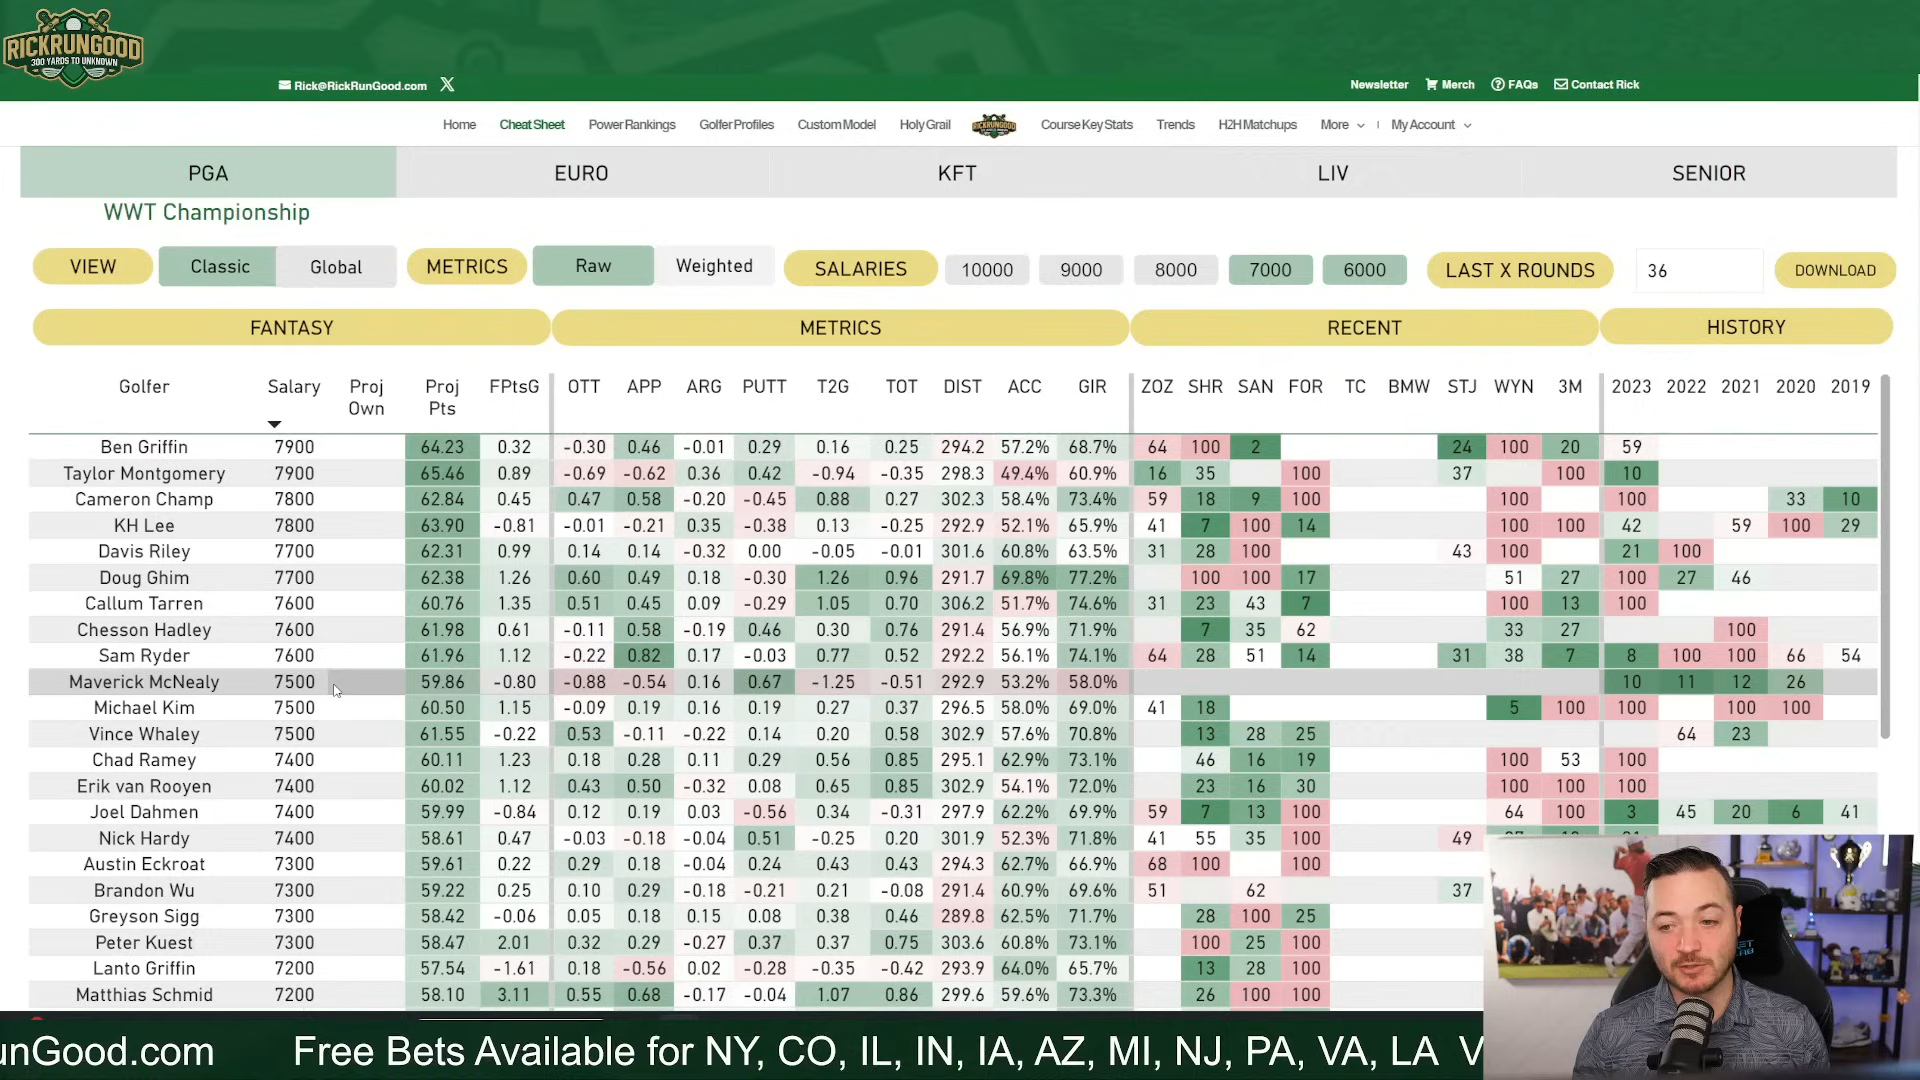 RICKRUNGOOD
300 YARDS TO UNKNOWN
Rick@RickRunGood.com
Newsletter Merch FAQs Contact Rick
Home Cheat Sheet Power Rankings Golfer Profiles Custom Model Holy Grail RICKRUNGOOD Course Key Stats Trends H2H Matchups More My Account
PGA EURO KFT LIV SENIOR
WWT Championship
VIEW Classic Global METRICS Raw Weighted SALARIES 10000 9000 8000 7000 6000 LAST X ROUNDS 36 DOWNLOAD
FANTASY METRICS RECENT HISTORY
Golfer Salary Proj Own Proj Pts FPtsG OTT APP ARG PUTT T2G TOT DIST ACC GIR ZOZ SHR SAN FOR TC BMW STJ WYN 3M 2023 2022 2021 2020 2019
Ben Griffin 7900 64.23 0.32 -0.30 0.46 -0.01 0.29 0.16 0.25 294.2 57.2% 68.7% 64 100 2 24 100 20 59
Taylor Montgomery 7900 65.46 0.89 -0.69 -0.62 0.36 0.42 -0.94 -0.35 298.3 49.4% 60.9% 16 35 100 37 100 10
Cameron Champ 7800 62.84 0.45 0.47 0.58 -0.20 -0.45 0.88 0.27 302.3 58.4% 73.4% 59 18 9 100 100 100 33 10
KH Lee 7800 63.90 -0.81 -0.01 -0.21 0.35 -0.38 0.13 -0.25 292.9 52.1% 65.9% 41 7 100 14 100 100 42 59 100 29
Davis Riley 7700 62.31 0.99 0.14 0.14 -0.32 0.00 -0.05 -0.01 301.6 60.8% 63.5% 31 28 100 43 100 21 100
Doug Ghim 7700 62.38 1.26 0.60 0.49 0.18 -0.30 1.26 0.96 291.7 69.8% 77.2% 100 100 17 51 27 100 27 46
Callum Tarren 7600 60.76 1.35 0.51 0.45 0.09 -0.29 1.05 0.70 306.2 51.7% 74.6% 31 23 43 7 100 13 100
Chesson Hadley 7600 61.98 0.61 -0.11 0.58 -0.19 0.46 0.30 0.76 291.4 56.9% 71.9% 7 35 62 33 27 100
Sam Ryder 7600 61.96 1.12 -0.22 0.82 0.17 -0.03 0.77 0.52 292.2 56.1% 74.1% 64 28 51 14 31 38 7 8 100 100 66 54
Maverick McNealy 7500 59.86 -0.80 -0.88 -0.54 0.16 0.67 -1.25 -0.51 292.9 53.2% 58.0% 10 11 12 26
Michael Kim 7500 60.50 1.15 -0.09 0.19 0.16 0.19 0.27 0.37 296.5 58.0% 69.0% 41 18 5 100 100 100 100
Vince Whaley 7500 61.55 -0.22 0.53 -0.11 -0.22 0.14 0.20 0.58 302.9 57.6% 70.8% 13 28 25 64 23
Chad Ramey 7400 60.11 1.23 0.18 0.28 0.11 0.29 0.56 0.85 295.1 62.9% 73.1% 46 16 19 100 53 100
Erik van Rooyen 7400 60.02 1.12 0.43 0.50 -0.32 0.08 0.65 0.85 302.9 54.1% 72.0% 23 16 30 100 100 100
Joel Dahmen 7400 59.99 -0.84 0.12 0.19 0.03 -0.56 0.34 -0.31 297.9 62.2% 69.9% 59 7 13 100 64 100 3 45 20 6 41
Nick Hardy 7400 58.61 0.47 -0.03 -0.18 -0.04 0.51 -0.25 0.20 301.9 52.3% 71.8% 41 55 35 100 49
Austin Eckroat 7300 59.61 0.22 0.29 0.18 -0.04 0.24 0.43 0.43 294.3 62.7% 66.9% 68 100 100
Brandon Wu 7300 59.22 0.25 0.10 0.29 -0.18 -0.21 0.21 -0.08 291.4 60.9% 69.6% 51 62 37
Greyson Sigg 7300 58.42 -0.06 0.05 0.18 0.15 0.08 0.38 0.46 289.8 62.5% 71.7% 28 100 25
Peter Kuest 7300 58.47 2.01 0.32 0.29 -0.27 0.37 0.37 0.75 303.6 60.8% 73.1% 100 25 100
Lanto Griffin 7200 57.54 -1.61 0.18 -0.56 0.02 -0.28 -0.35 -0.42 293.9 64.0% 65.7% 13 28 100
Matthias Schmid 7200 58.10 3.11 0.55 0.68 -0.17 -0.04 1.07 0.86 299.6 59.6% 73.3% 26 100 100
unGood.com Free Bets Available for NY, CO, IL, IN, IA, AZ, MI, NJ, PA, VA, LA